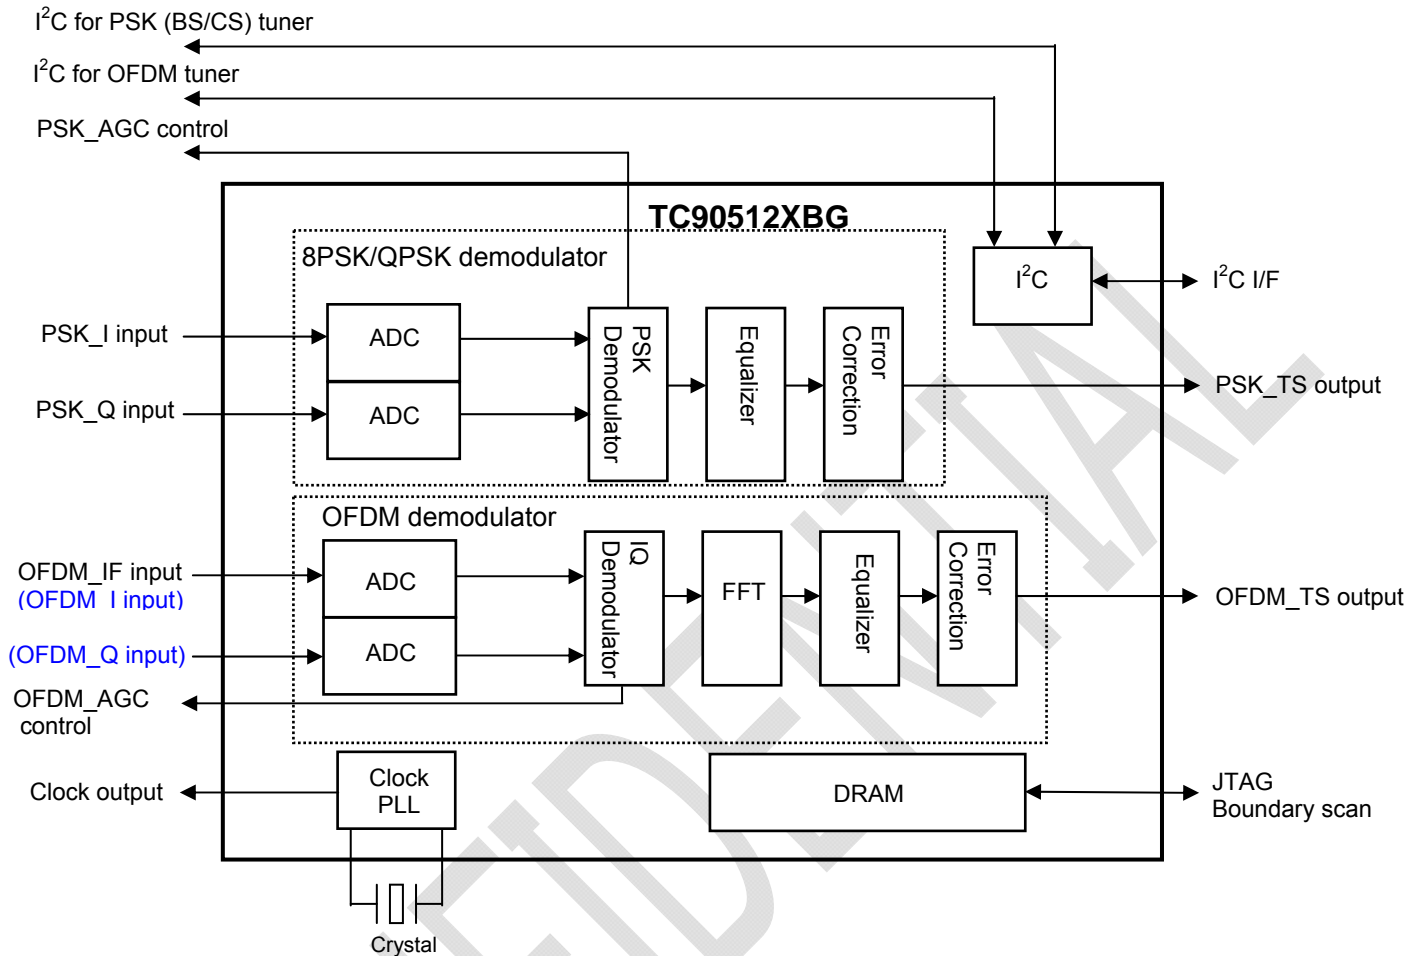 I²C for PSK (BS/CS) tuner
I²C for OFDM tuner
PSK_AGC control
TC90512XBG
8PSK/QPSK demodulator
I²C
I²C I/F
PSK_I input
ADC
PSK
Demodulator
Equalizer
Error
Correction
PSK_Q input
ADC
PSK_TS output
OFDM demodulator
OFDM_IF input
(OFDM_I input)
ADC
IQ
Demodulator
FFT
Equalizer
Error
Correction
OFDM_TS output
(OFDM_Q input)
ADC
OFDM_AGC
control
Clock output
Clock
PLL
DRAM
JTAG
Boundary scan
Crystal
FIDENTIAL